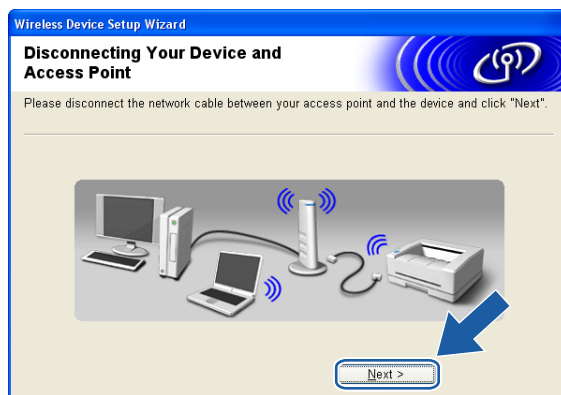 Wireless Device Setup Wizard
Disconnecting Your Device and
Access Point
Please disconnect the network cable between your access point and the device and click "Next".
Next >